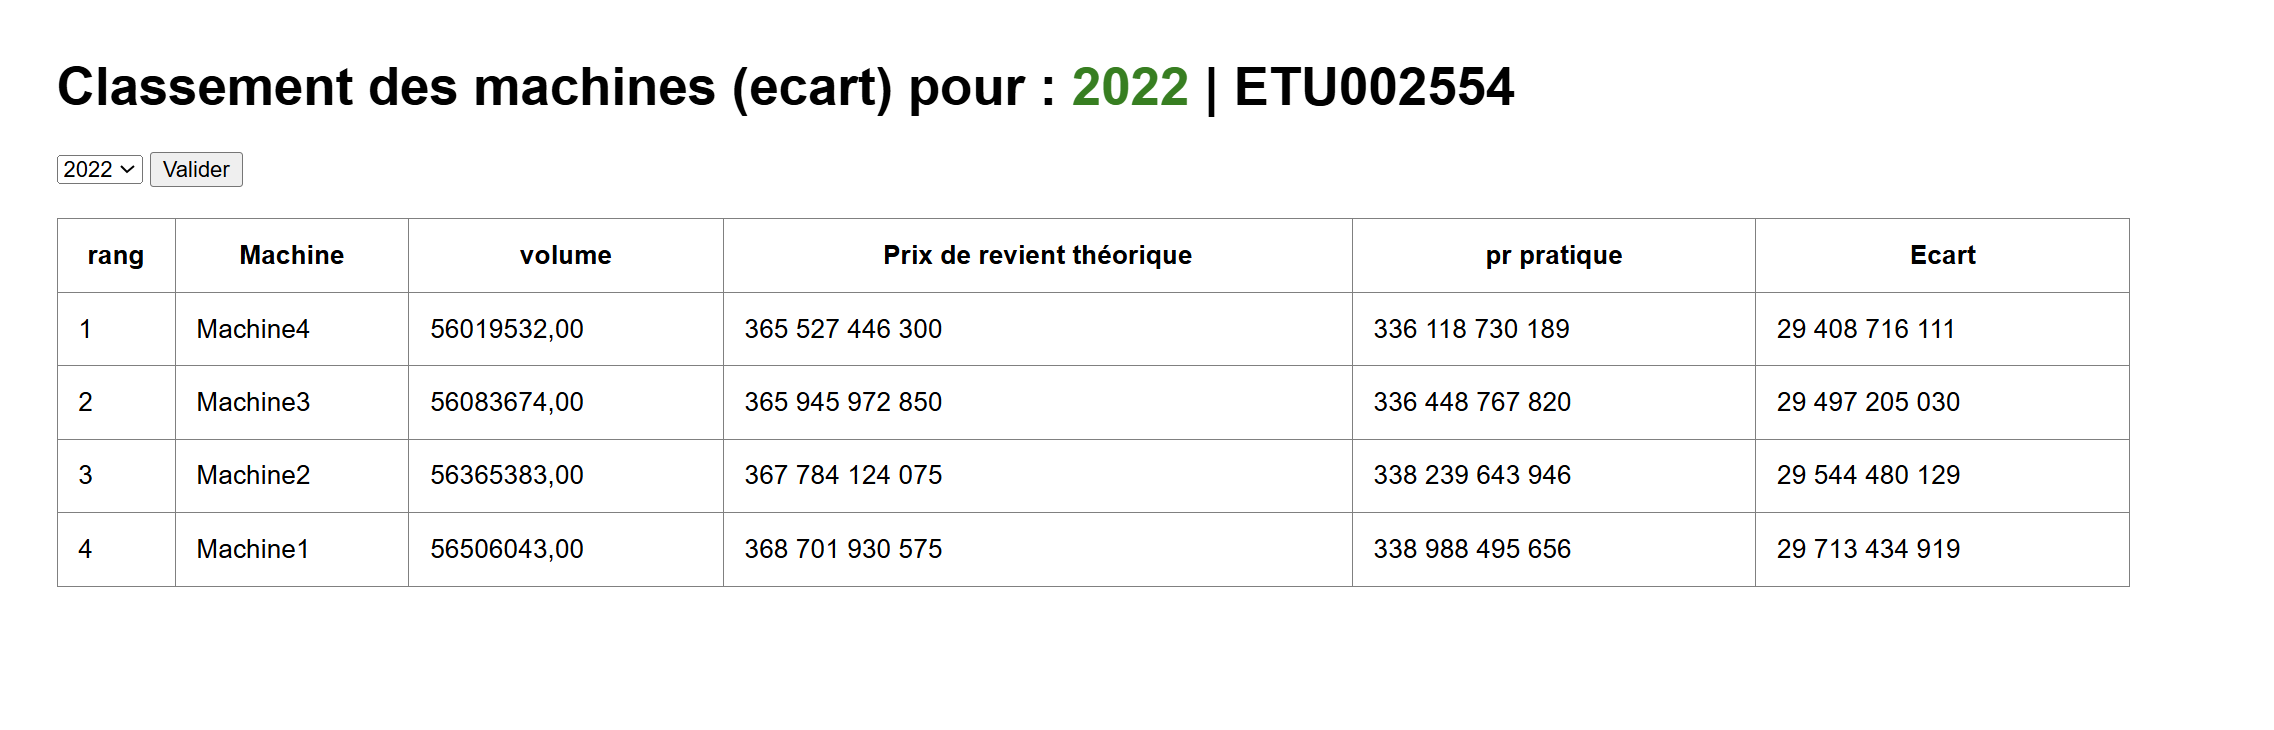 Classement des machines (ecart) pour : 2022 | ETU002554
2022 Valider
rang Machine volume Prix de revient théorique pr pratique Ecart
1 Machine4 56019532,00 365 527 446 300 336 118 730 189 29 408 716 111
2 Machine3 56083674,00 365 945 972 850 336 448 767 820 29 497 205 030
3 Machine2 56365383,00 367 784 124 075 338 239 643 946 29 544 480 129
4 Machine1 56506043,00 368 701 930 575 338 988 495 656 29 713 434 919